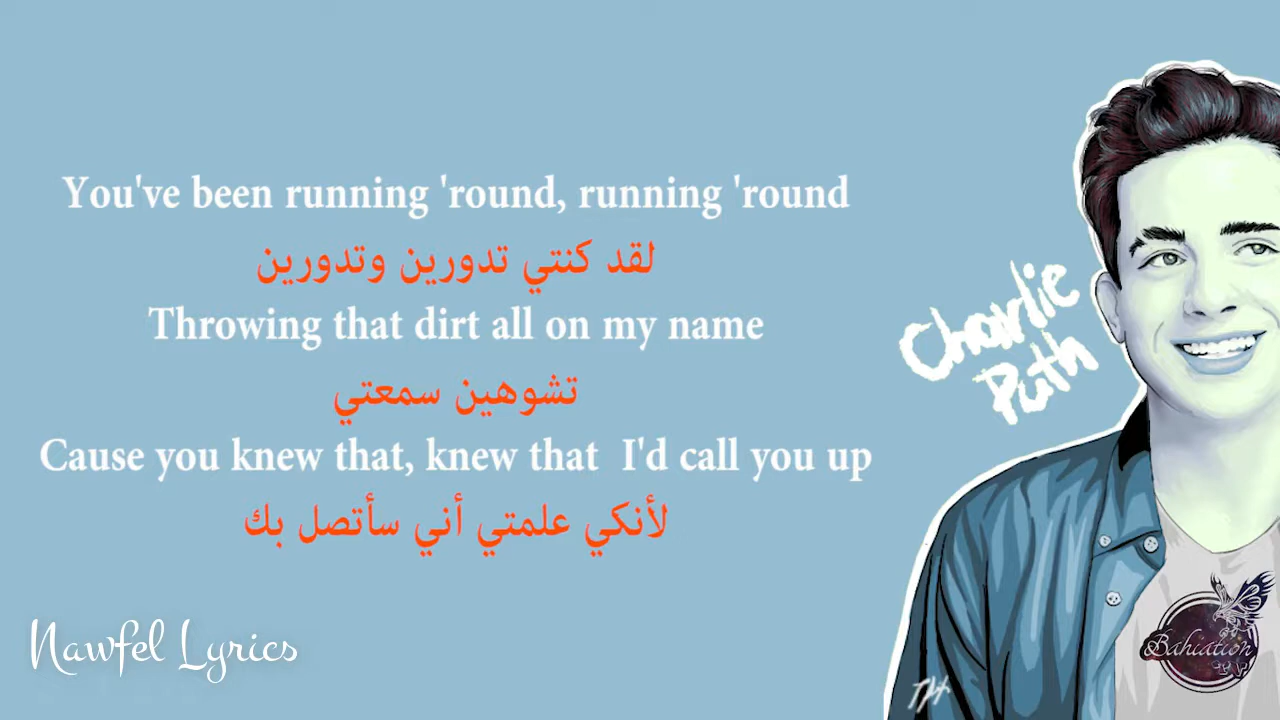 You've been running 'round, running 'round
لقد كنتي تدورين وتدورين
Throwing that dirt all on my name
تشوهين سمعتي
Cause you knew that, knew that I'd call you up
لأنكي علمتي أني سأتصل بك
Charlie
Puth
Nawfel Lyrics
Bahiation